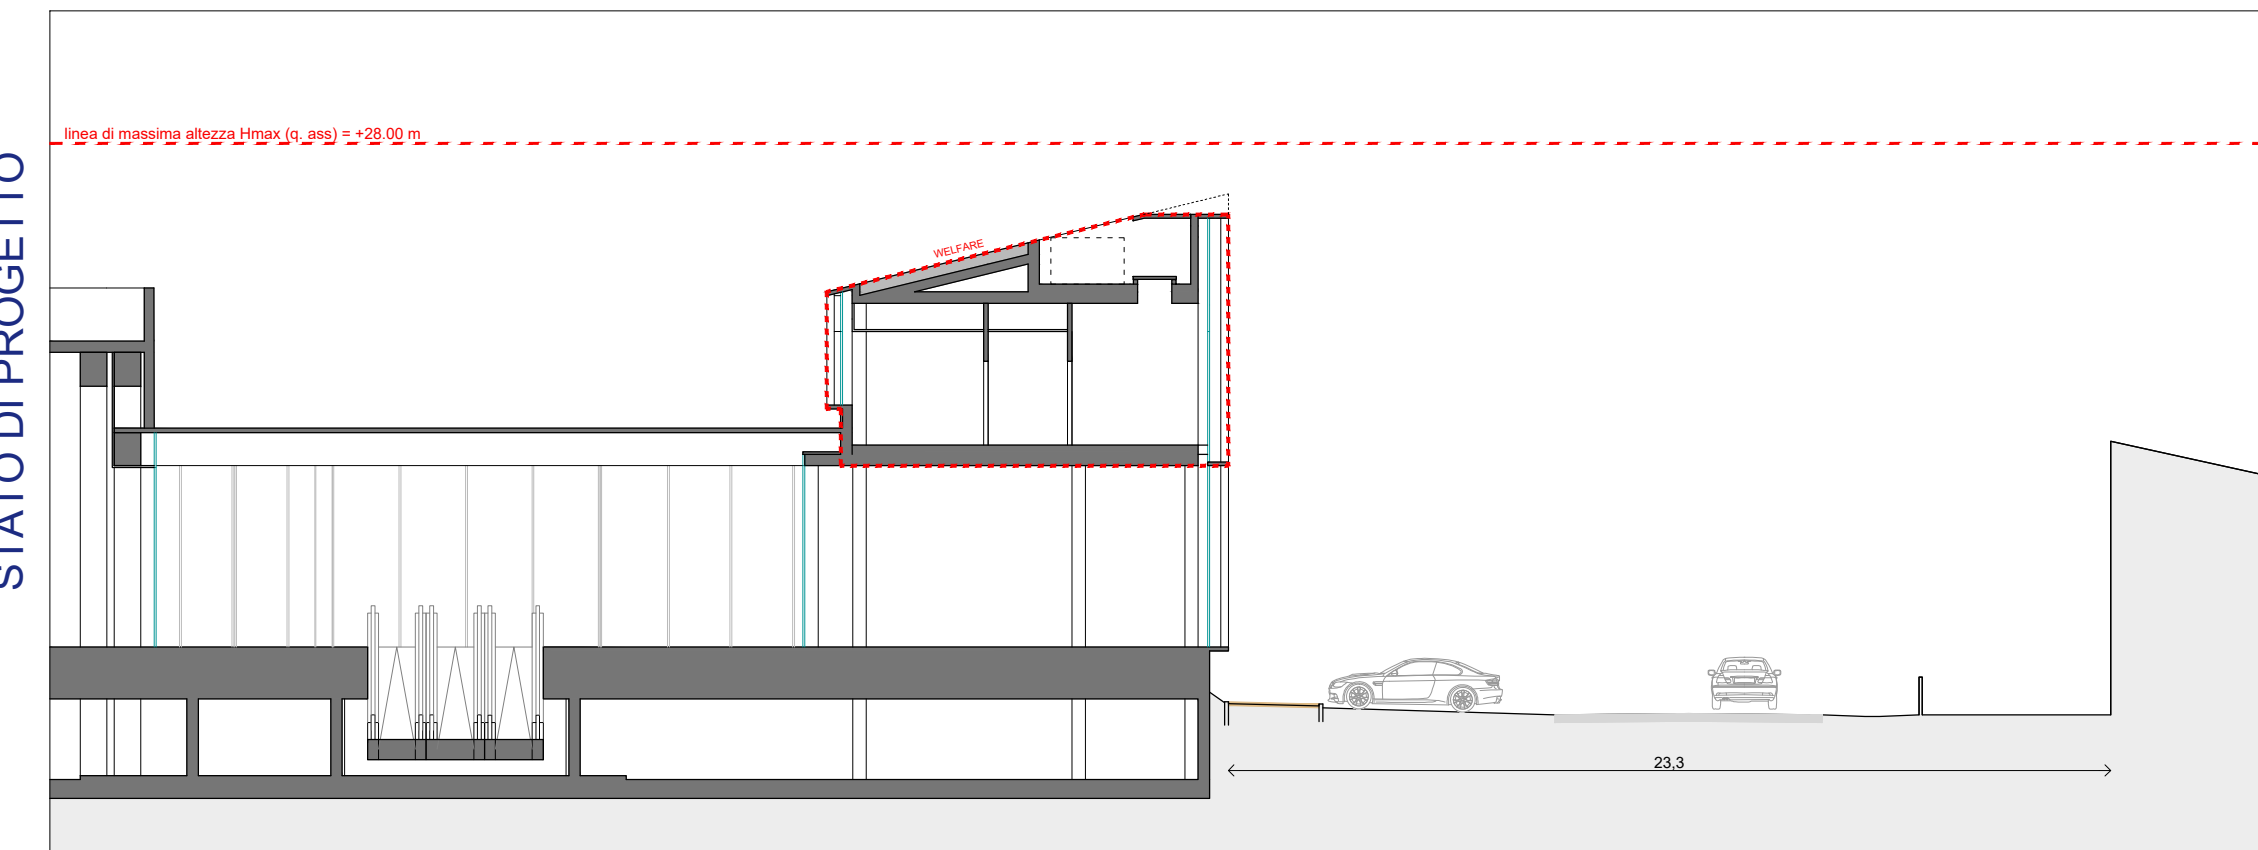 STATO DI PROGETTO
linea di massima altezza Hmax (q. ass) = +28.00 m
WELFARE
23,3